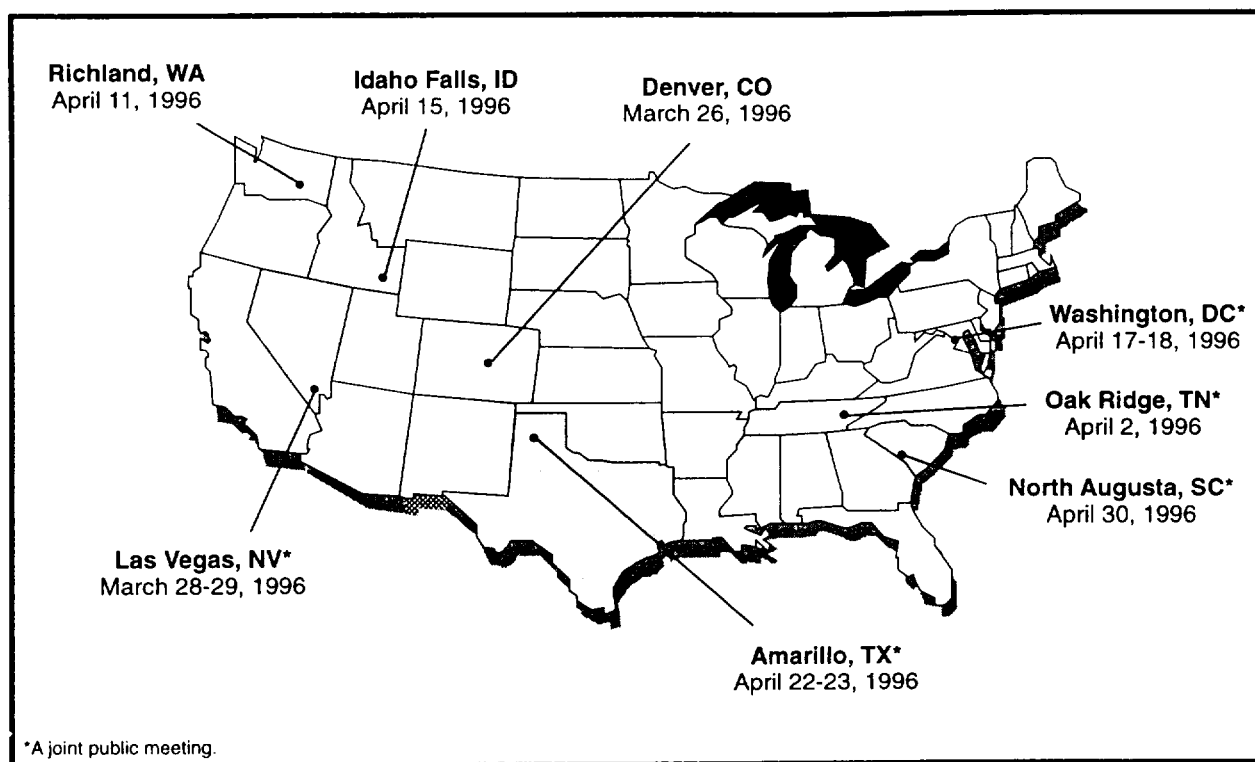 Richland, WA
April 11, 1996
Idaho Falls, ID
April 15, 1996
Denver, CO
March 26, 1996
Washington, DC*
April 17-18, 1996
Oak Ridge, TN*
April 2, 1996
North Augusta, SC*
April 30, 1996
Las Vegas, NV*
March 28-29, 1996
Amarillo, TX*
April 22-23, 1996
*A joint public meeting.